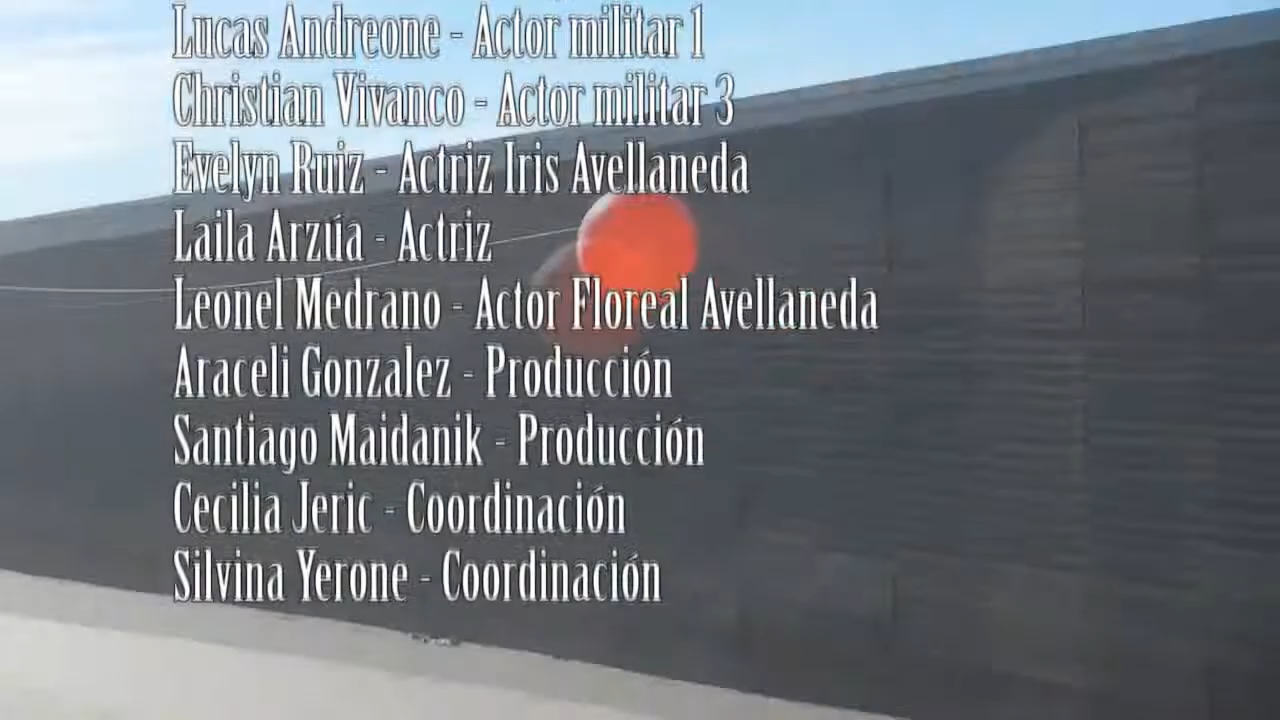 Lucas Andreone - Actor militar 1
Christian Vivanco - Actor militar 3
Evelyn Ruiz - Actriz Iris Avellaneda
Laila Arzúa - Actriz
Leonel Medrano - Actor Floreal Avellaneda
Araceli Gonzalez - Producción
Santiago Maidanik - Producción
Cecilia Jeric - Coordinación
Silvina Yerone - Coordinación